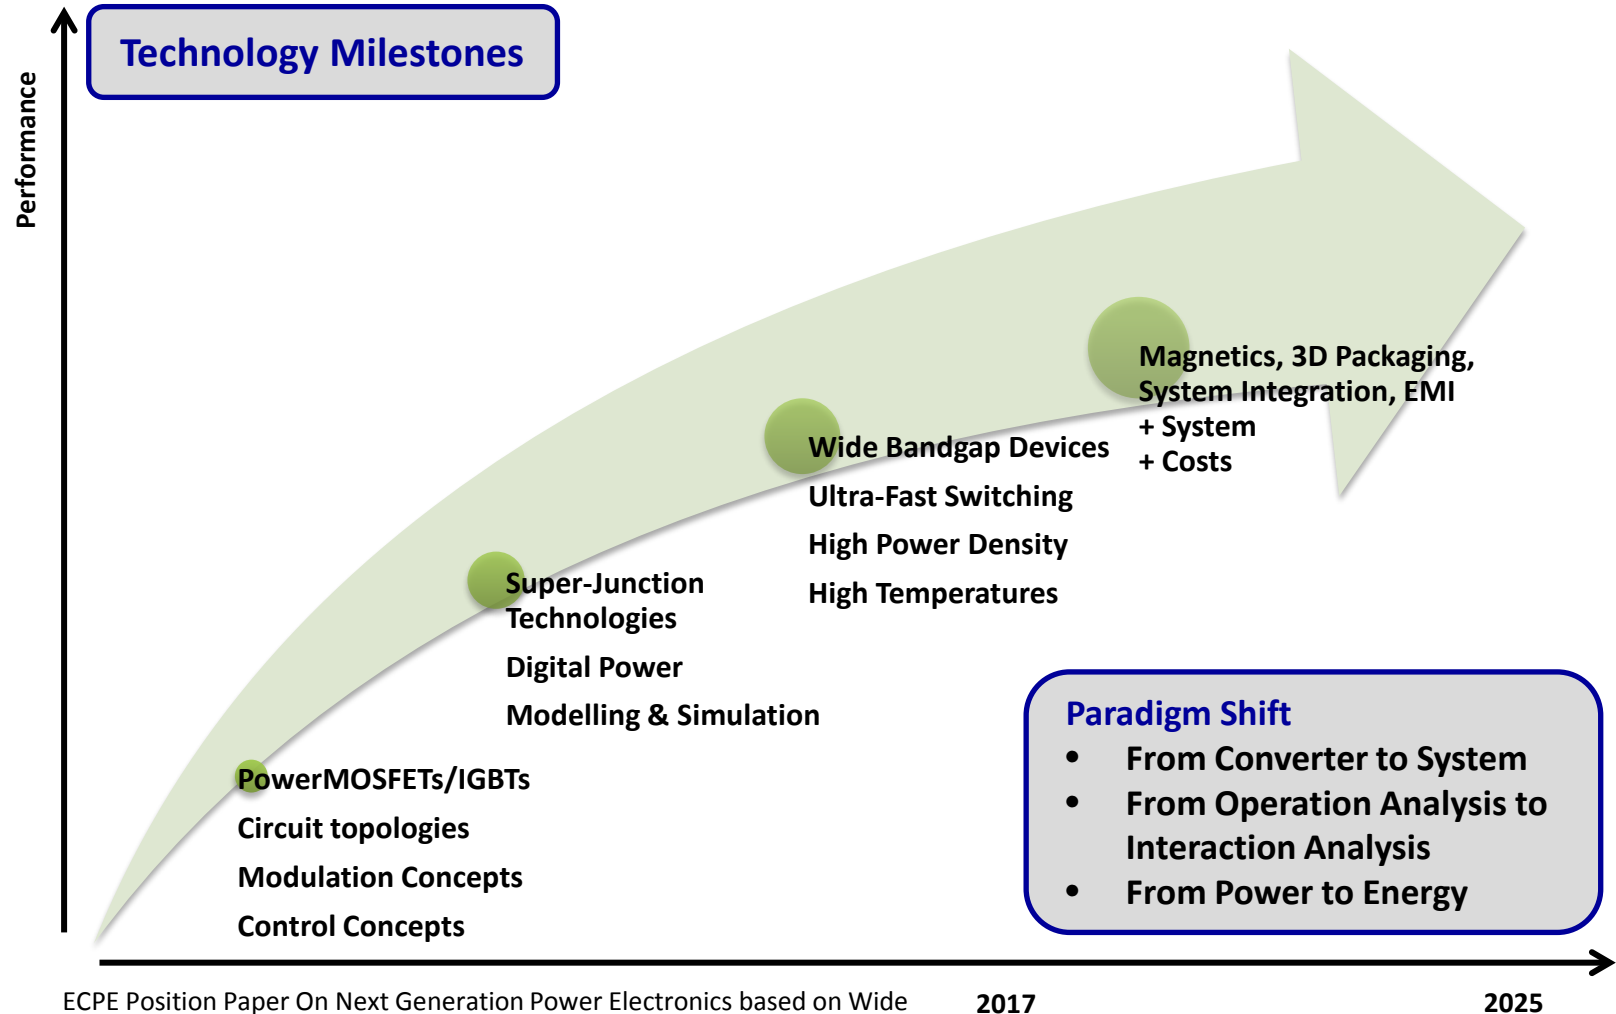 Technology Milestones
Performance
Magnetics, 3D Packaging,
System Integration, EMI
+ System
+ Costs
Wide Bandgap Devices
Ultra-Fast Switching
High Power Density
High Temperatures
Super-Junction
Technologies
Digital Power
Modelling & Simulation
PowerMOSFETs/IGBTs
Circuit topologies
Modulation Concepts
Control Concepts
Paradigm Shift
• From Converter to System
• From Operation Analysis to
Interaction Analysis
• From Power to Energy
ECPE Position Paper On Next Generation Power Electronics based on Wide
2017
2025